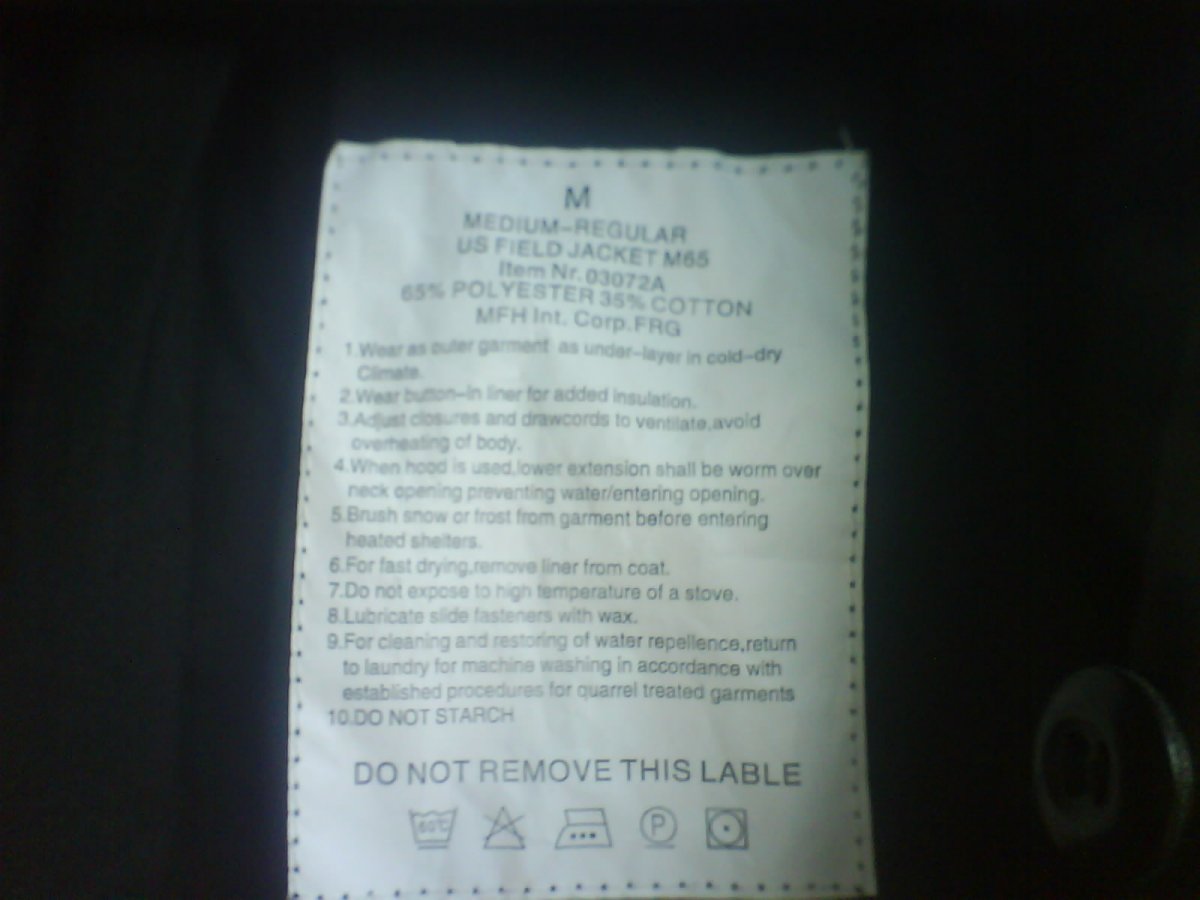 M
MEDIUM-REGULAR
US FIELD JACKET M65
Item Nr. 03072A
65% POLYESTER 35% COTTON
MFH Int. Corp.FRG
1.Wear as outer garment as under-layer in cold-dry
Climate.
2.Wear button-in liner for added insulation.
3.Adjust closures and drawcords to ventilate,avoid
overheating of body.
4.When hood is used,lower extension shall be worm over
neck opening preventing water/entering opening.
5.Brush snow or frost from garment before entering
heated shelters.
6.For fast drying,remove liner from coat.
7.Do not expose to high temperature of a stove.
8.Lubricate slide fasteners with wax.
9.For cleaning and restoring of water repellence,return
to laundry for machine washing in accordance with
established procedures for quarrel treated garments
10.DO NOT STARCH
DO NOT REMOVE THIS LABLE
60°C P